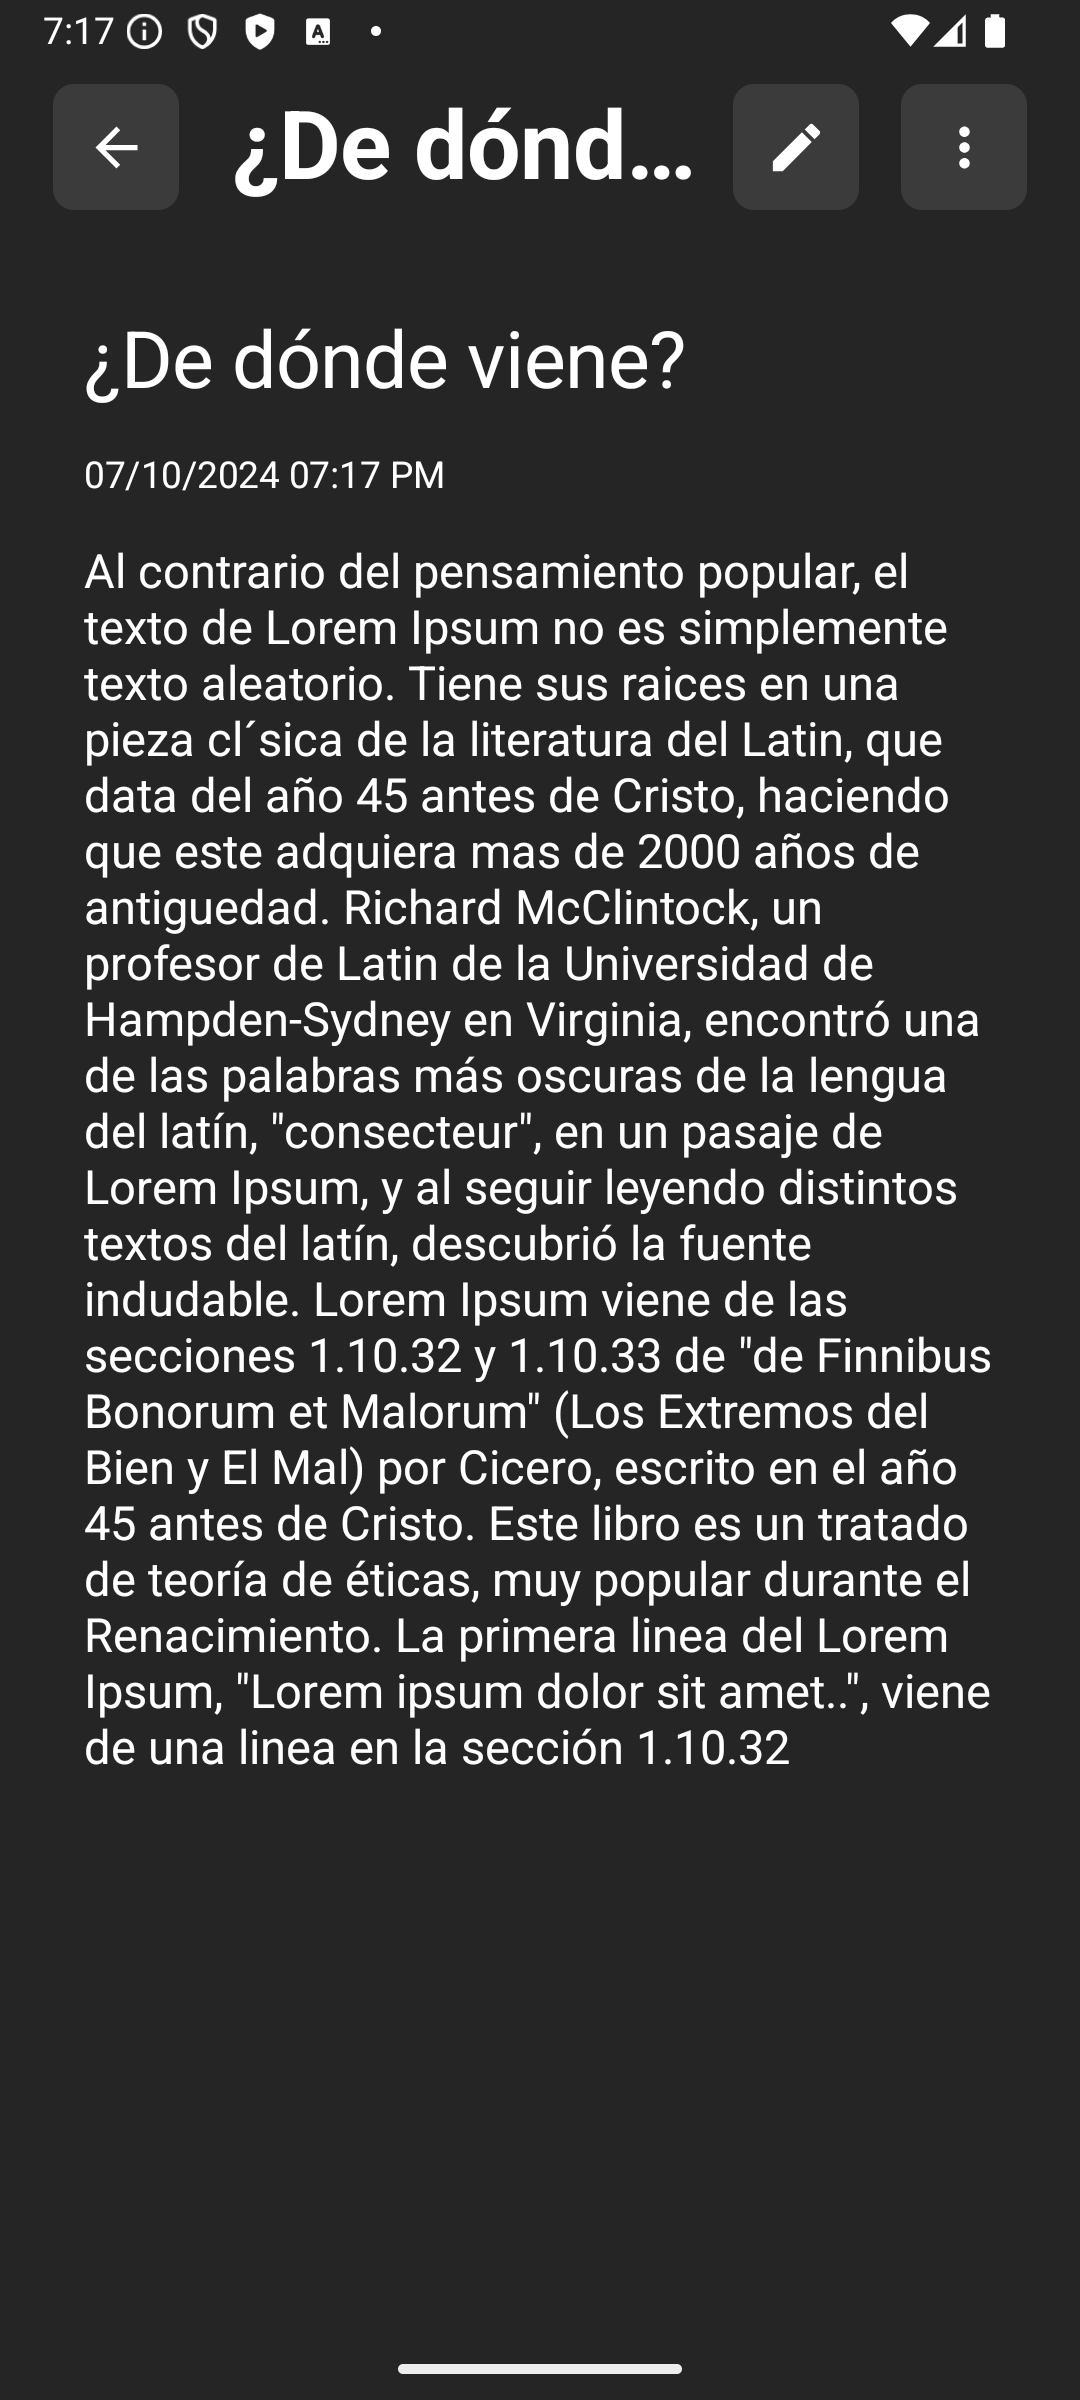 7:17
¿De dónd...
¿De dónde viene?
07/10/2024 07:17 PM
Al contrario del pensamiento popular, el
texto de Lorem Ipsum no es simplemente
texto aleatorio. Tiene sus raices en una
pieza cl´sica de la literatura del Latin, que
data del año 45 antes de Cristo, haciendo
que este adquiera mas de 2000 años de
antiguedad. Richard McClintock, un
profesor de Latin de la Universidad de
Hampden-Sydney en Virginia, encontró una
de las palabras más oscuras de la lengua
del latín, "consecteur", en un pasaje de
Lorem Ipsum, y al seguir leyendo distintos
textos del latín, descubrió la fuente
indudable. Lorem Ipsum viene de las
secciones 1.10.32 y 1.10.33 de "de Finnibus
Bonorum et Malorum" (Los Extremos del
Bien y El Mal) por Cicero, escrito en el año
45 antes de Cristo. Este libro es un tratado
de teoría de éticas, muy popular durante el
Renacimiento. La primera linea del Lorem
Ipsum, "Lorem ipsum dolor sit amet..", viene
de una linea en la sección 1.10.32